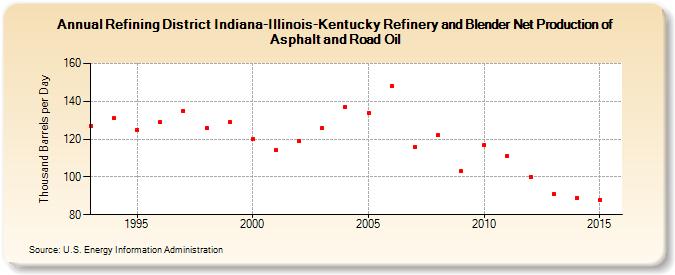 Annual Refining District Indiana-Illinois-Kentucky Refinery and Blender Net Production of
Asphalt and Road Oil
Thousand Barrels per Day
160
140
120
100
80
1995
2000
2005
2010
2015
Source: U.S. Energy Information Administration